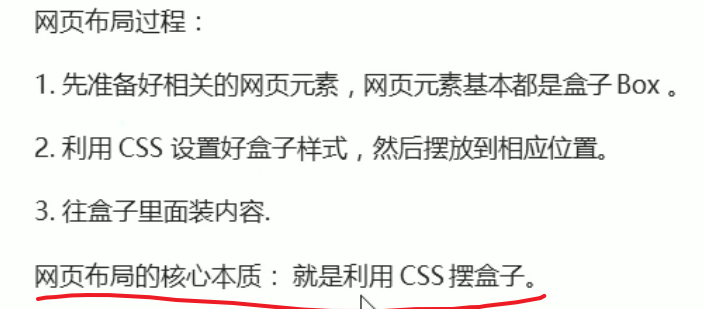 网页布局过程：
1. 先准备好相关的网页元素，网页元素基本都是盒子 Box 。
2. 利用 CSS 设置好盒子样式，然后摆放到相应位置。
3. 往盒子里面装内容.
网页布局的核心本质： 就是利用 CSS 摆盒子。